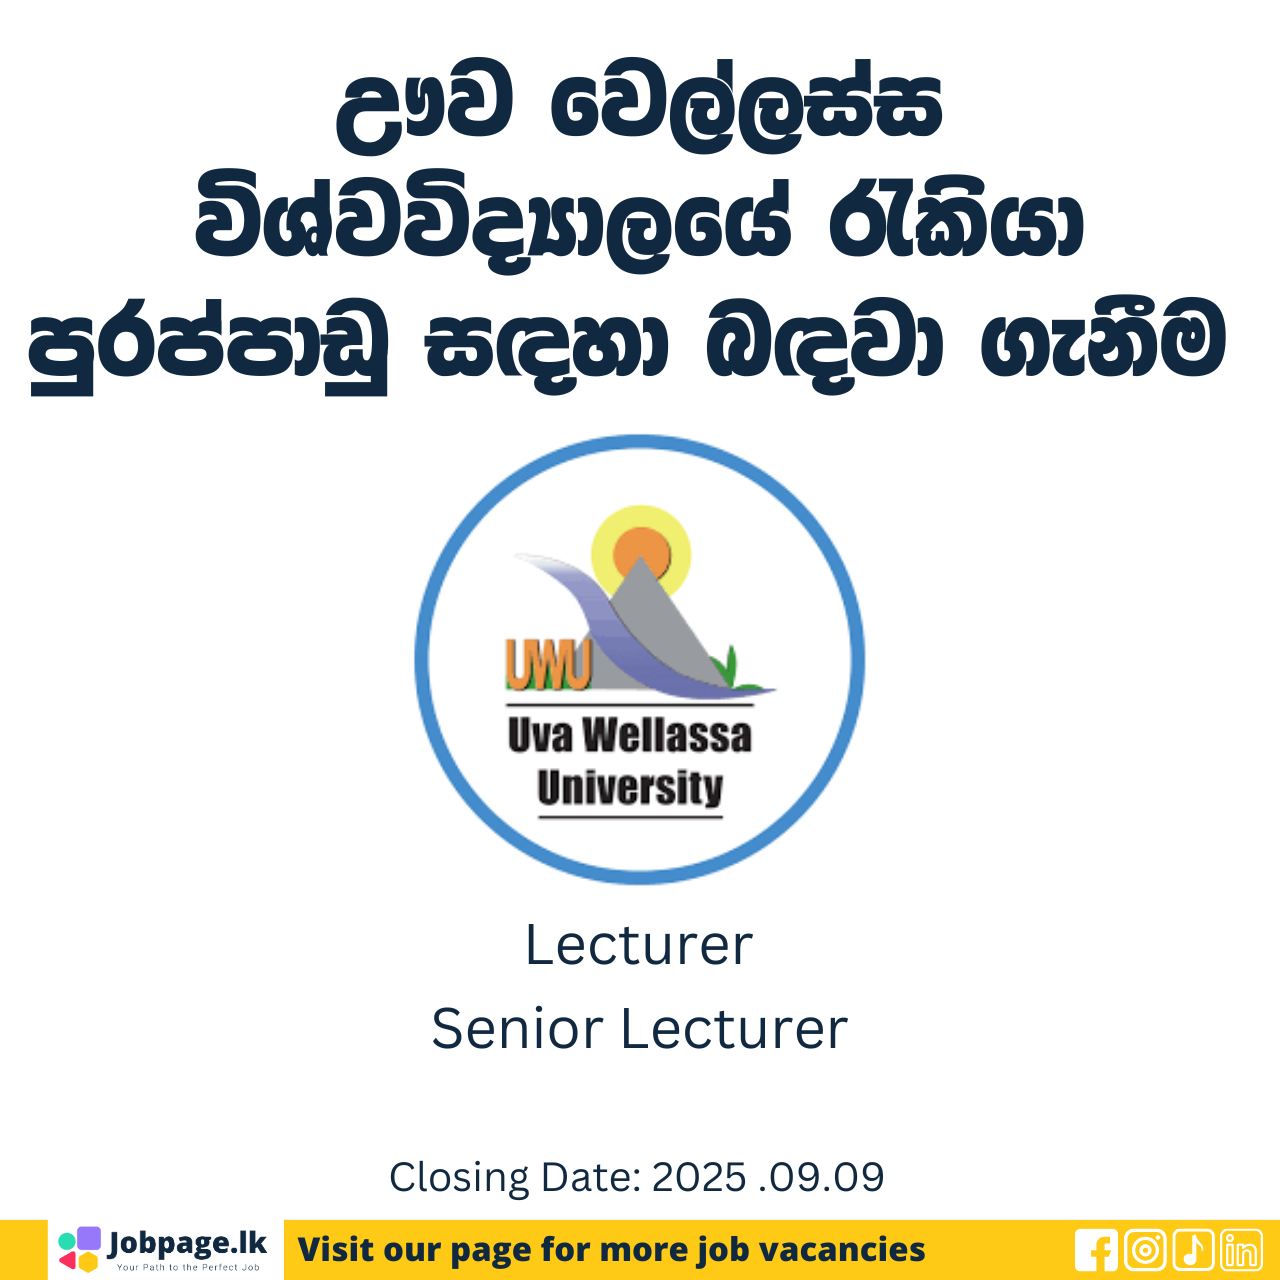 ඌව වෙල්ලස්ස
විශ්වවිද්‍යාලයේ රැකියා
පුරප්පාඩු සඳහා බඳවා ගැනීම
UWU
Uva Wellassa
University
Lecturer
Senior Lecturer
Closing Date: 2025 .09.09
Jobpage.lk
Your Path to the Perfect Job
Visit our page for more job vacancies